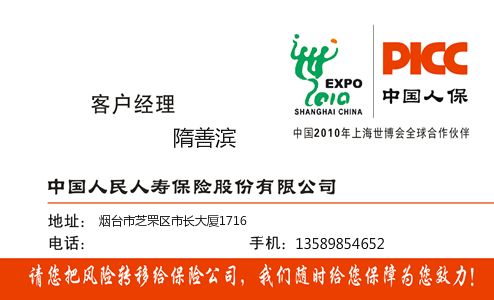 EXPO
2010
SHANGHAI CHINA
PICC
中国人保
中国2010年上海世博会全球合作伙伴
客户经理
隋善滨
中国人民人寿保险股份有限公司
地址： 烟台市芝罘区市长大厦1716
电话： 手机：13589854652
请您把风险转移给保险公司，我们随时给您保障为您效力！